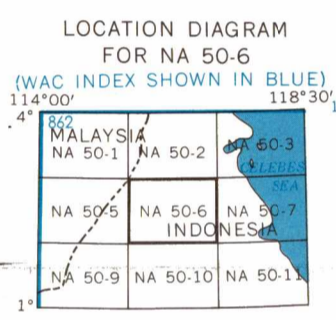 LOCATION DIAGRAM
FOR NA 50-6
(WAC INDEX SHOWN IN BLUE)
114°00' 118°30'
4°
862
MALAYSIA
NA 50-1 NA 50-2 NA 50-3
CELEBES
SEA
NA 50-5 NA 50-6 NA 50-7
INDONESIA
NA 50-9 NA 50-10 NA 50-11
1°